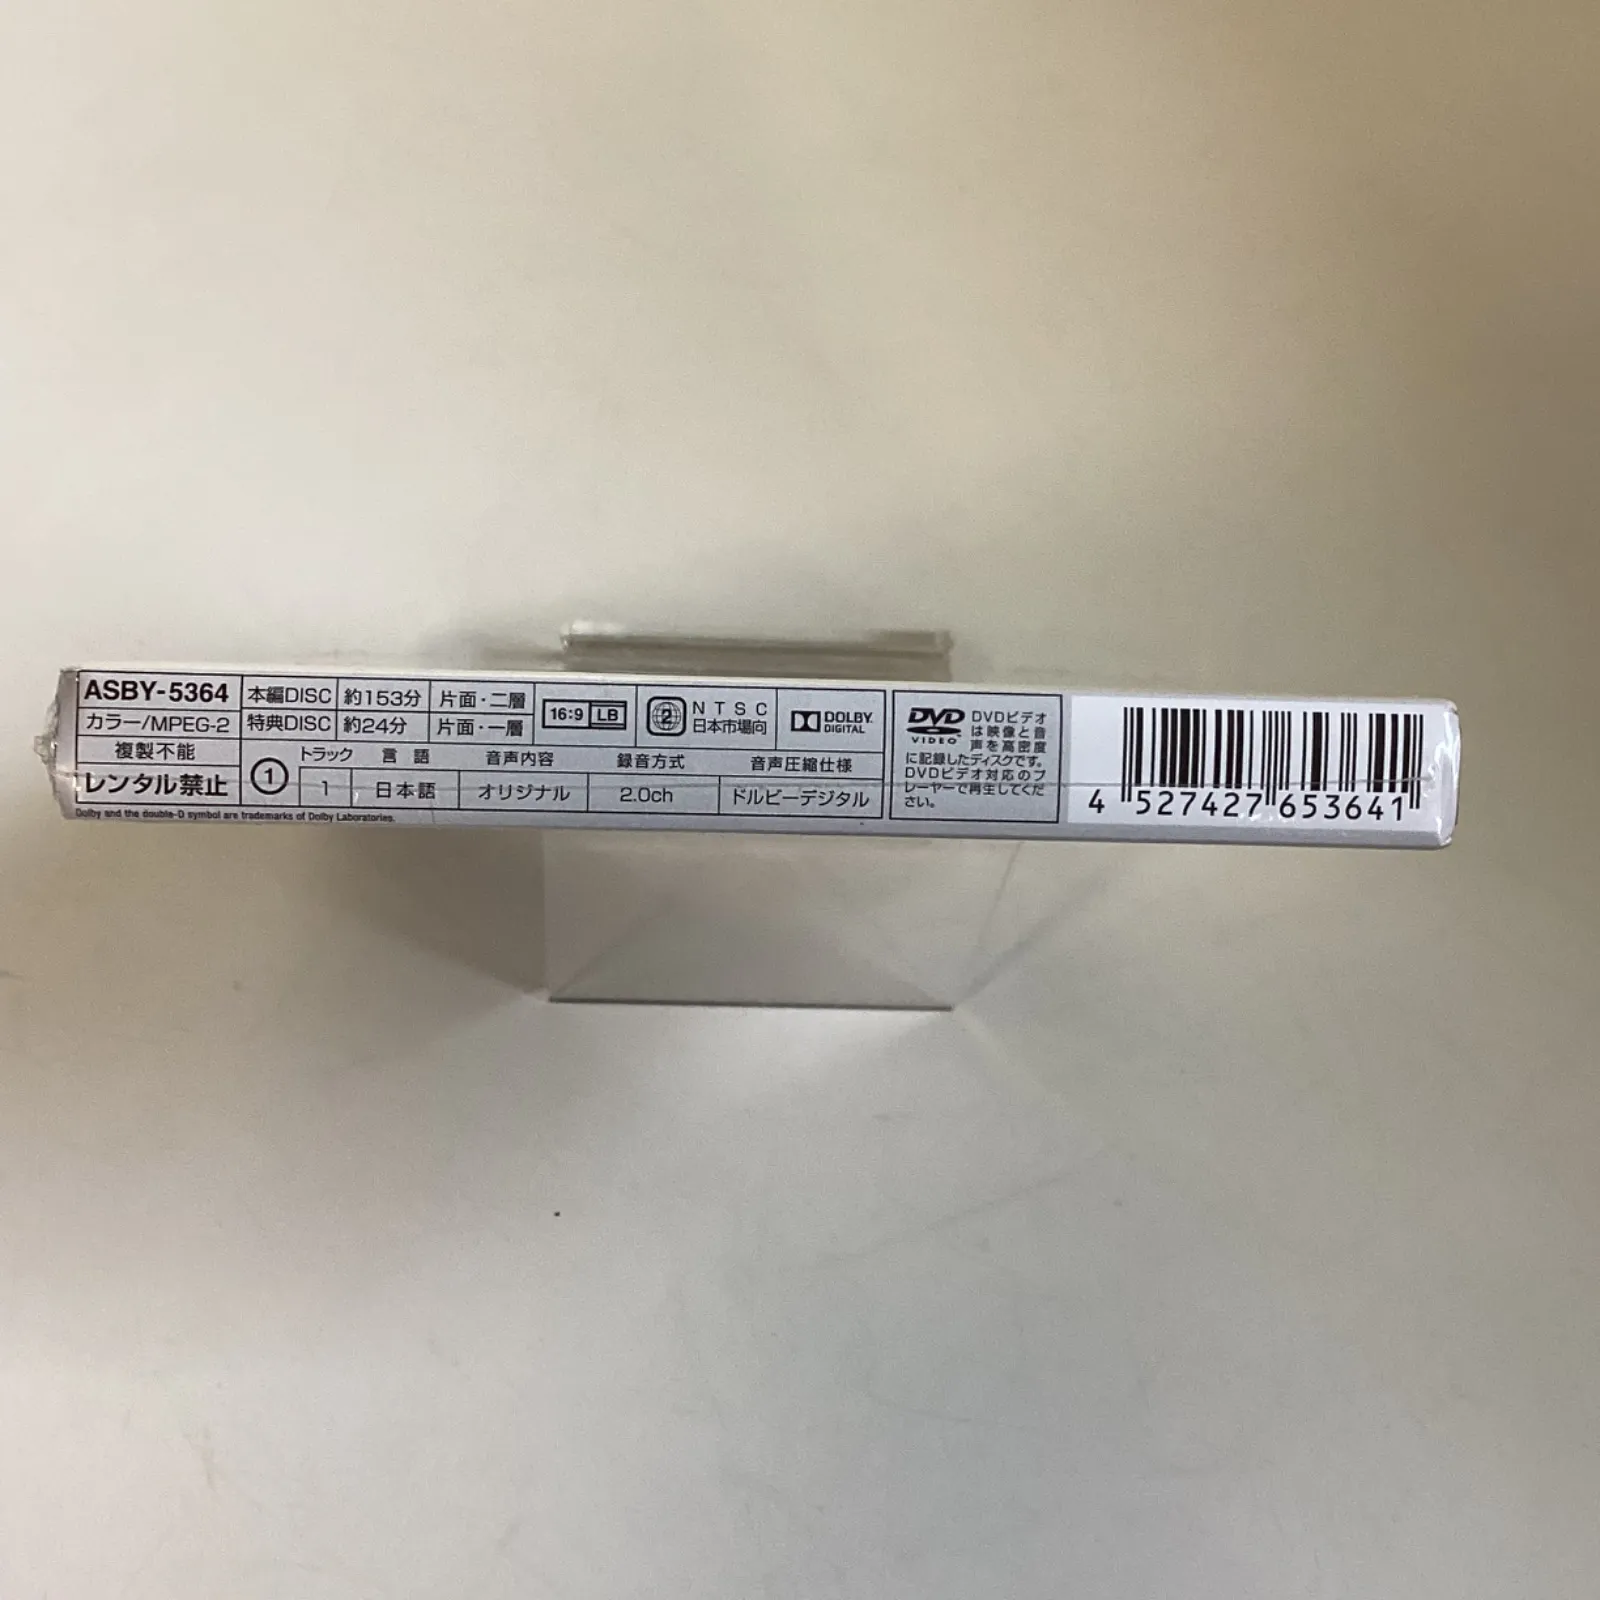 ASBY-5364
カラー/MPEG-2
複製不能
レンタル禁止
本編DISC 約153分 片面・二層
特典DISC 約24分 片面・一層
16:9 LB
2 NTSC
日本市場向
DOLBY
DIGITAL
トラック 言語 音声内容 録音方式 音声圧縮仕様
1 1 日本語 オリジナル 2.0ch ドルビーデジタル
Dolby and the double-D symbol are trademarks of Dolby Laboratories.
DVD
VIDEO
DVDビデオ
は映像と音
声を高密度
に記録したディスクです。
DVDビデオ対応のプ
レーヤーで再生してくだ
さい。
4 527427 653641